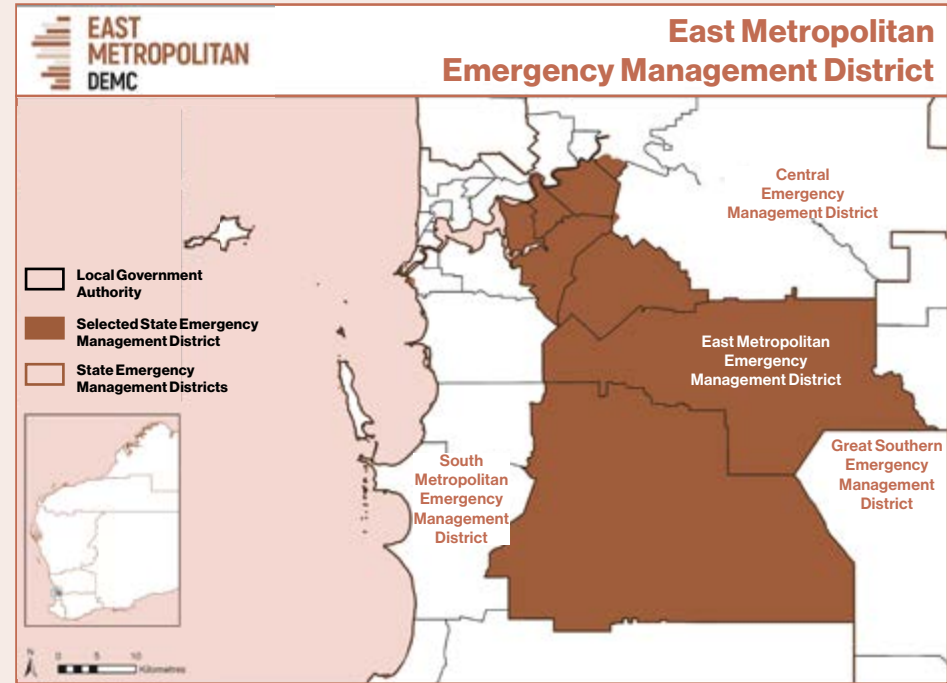 EAST
METROPOLITAN
DEMC
East Metropolitan
Emergency Management District
Central
Emergency
Management District
Local Government
Authority
Selected State Emergency
Management District
State Emergency
Management Districts
East Metropolitan
Emergency
Management District
South
Metropolitan
Emergency
Management
District
Great Southern
Emergency
Management
District
N
0 5 10
Kilometres